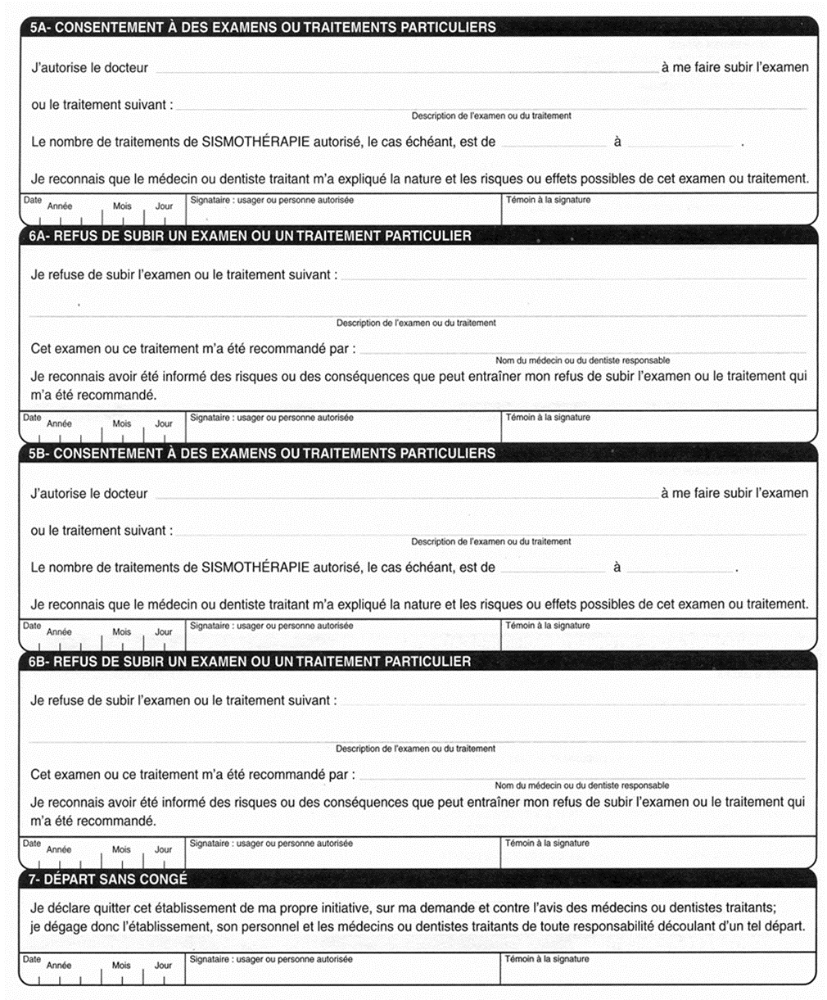 5A- CONSENTEMENT À DES EXAMENS OU TRAITEMENTS PARTICULIERS
J'autorise le docteur à me faire subir l'examen
ou le traitement suivant :
Description de l'examen ou du traitement
Le nombre de traitements de SISMOTHÉRAPIE autorisé, le cas échéant, est de à .
Je reconnais que le médecin ou dentiste traitant m'a expliqué la nature et les risques ou effets possibles de cet examen ou traitement.
Date Année Mois Jour Signataire : usager ou personne autorisée Témoin à la signature
6A- REFUS DE SUBIR UN EXAMEN OU UN TRAITEMENT PARTICULIER
Je refuse de subir l'examen ou le traitement suivant :
Description de l'examen ou du traitement
Cet examen ou ce traitement m'a été recommandé par :
Nom du médecin ou du dentiste responsable
Je reconnais avoir été informé des risques ou des conséquences que peut entraîner mon refus de subir l'examen ou le traitement qui
m'a été recommandé.
Date Année Mois Jour Signataire : usager ou personne autorisée Témoin à la signature
5B- CONSENTEMENT À DES EXAMENS OU TRAITEMENTS PARTICULIERS
J'autorise le docteur à me faire subir l'examen
ou le traitement suivant :
Description de l'examen ou du traitement
Le nombre de traitements de SISMOTHÉRAPIE autorisé, le cas échéant, est de à .
Je reconnais que le médecin ou dentiste traitant m'a expliqué la nature et les risques ou effets possibles de cet examen ou traitement.
Date Année Mois Jour Signataire : usager ou personne autorisée Témoin à la signature
6B- REFUS DE SUBIR UN EXAMEN OU UN TRAITEMENT PARTICULIER
Je refuse de subir l'examen ou le traitement suivant :
Description de l'examen ou du traitement
Cet examen ou ce traitement m'a été recommandé par :
Nom du médecin ou du dentiste responsable
Je reconnais avoir été informé des risques ou des conséquences que peut entraîner mon refus de subir l'examen ou le traitement qui
m'a été recommandé.
Date Année Mois Jour Signataire : usager ou personne autorisée Témoin à la signature
7- DÉPART SANS CONGÉ
Je déclare quitter cet établissement de ma propre initiative, sur ma demande et contre l'avis des médecins ou dentistes traitants;
je dégage donc l'établissement, son personnel et les médecins ou dentistes traitants de toute responsabilité découlant d'un tel départ.
Date Année Mois Jour Signataire : usager ou personne autorisée Témoin à la signature